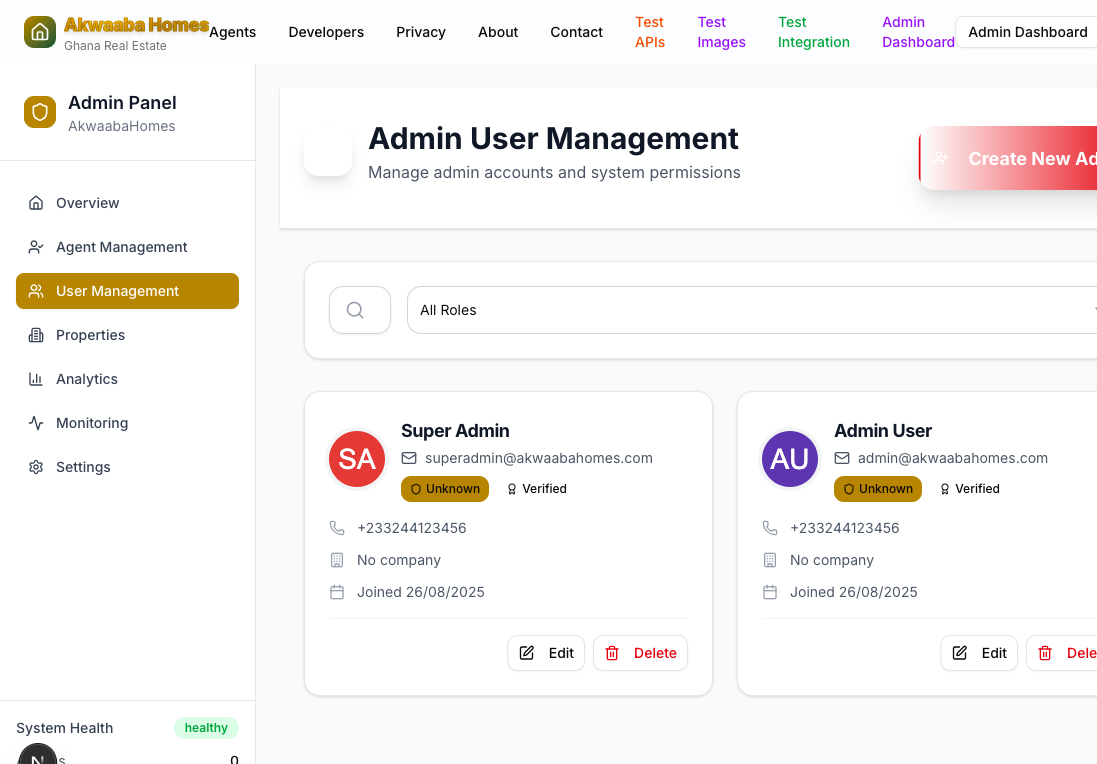 Akwaaba Homes
Ghana Real Estate
Agents
Developers
Privacy
About
Contact
Test
APIs
Test
Images
Test
Integration
Admin
Dashboard
Admin Dashboard
Admin Panel
AkwaabaHomes
Overview
Agent Management
User Management
Properties
Analytics
Monitoring
Settings
System Health
healthy
N
s
0
Admin User Management
Manage admin accounts and system permissions
Create New Ad
All Roles
SA
Super Admin
superadmin@akwaabahomes.com
Unknown
Verified
+233244123456
No company
Joined 26/08/2025
Edit
Delete
AU
Admin User
admin@akwaabahomes.com
Unknown
Verified
+233244123456
No company
Joined 26/08/2025
Edit
Dele